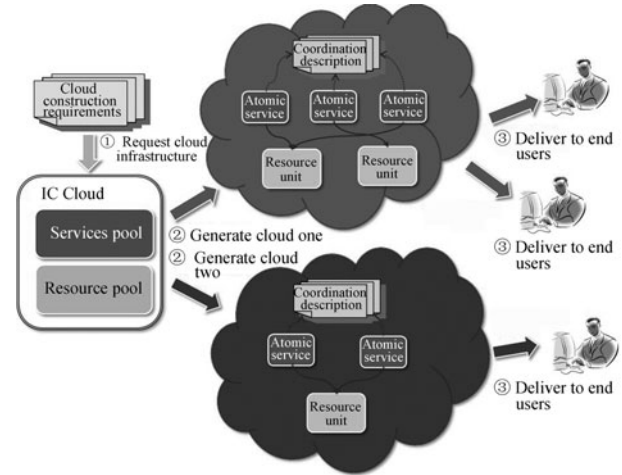 Cloud
construction
requirements
① Request cloud
infrastructure
IC Cloud
Services pool
Resource pool
② Generate cloud one
② Generate cloud
two
Coordination
description
Atomic
service
Atomic
service
Atomic
service
Resource
unit
Resource
unit
③ Deliver to end
users
③ Deliver to end
users
Coordination
description
Atomic
service
Atomic
service
Resource
unit
③ Deliver to end
users